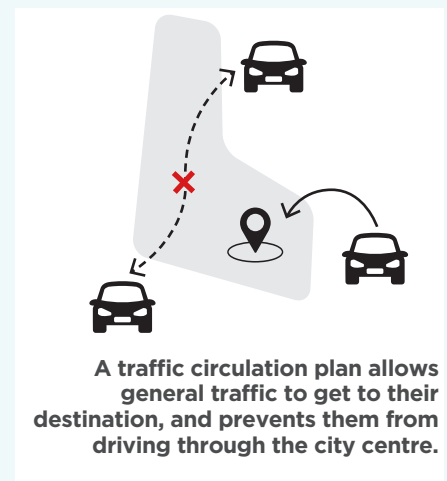 A traffic circulation plan allows
general traffic to get to their
destination, and prevents them from
driving through the city centre.